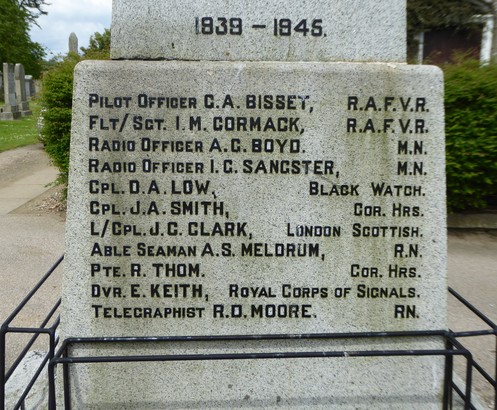 1939 - 1945.
Pilot Officer C.A. BISSET, R.A.F.V.R.
Flt/Sgt. I.M. CORMACK, R.A.F.V.R.
Radio Officer A.G. BOYD. M.N.
Radio Officer I.C. SANGSTER, M.N.
Cpl. D.A. LOW, Black Watch.
Cpl. J.A. SMITH, Gor. Hrs.
L/Cpl. J.G. CLARK, London Scottish.
Able Seaman A.S. MELDRUM, R.N.
Pte. R. THOM. Gor. Hrs.
Dvr. E. KEITH, Royal Corps of Signals.
Telegraphist R.D. MOORE. RN.